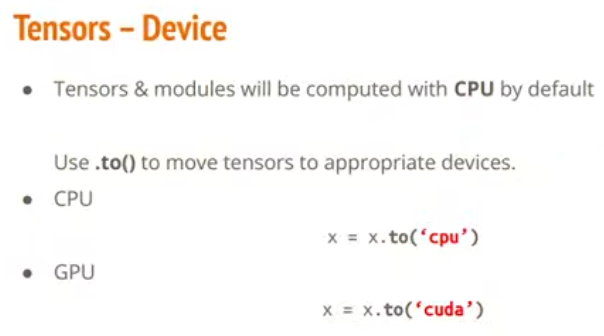 Tensors – Device
● Tensors & modules will be computed with CPU by default
Use .to() to move tensors to appropriate devices.
● CPU
x = x.to(‘cpu’)
● GPU
x = x.to(‘cuda’)